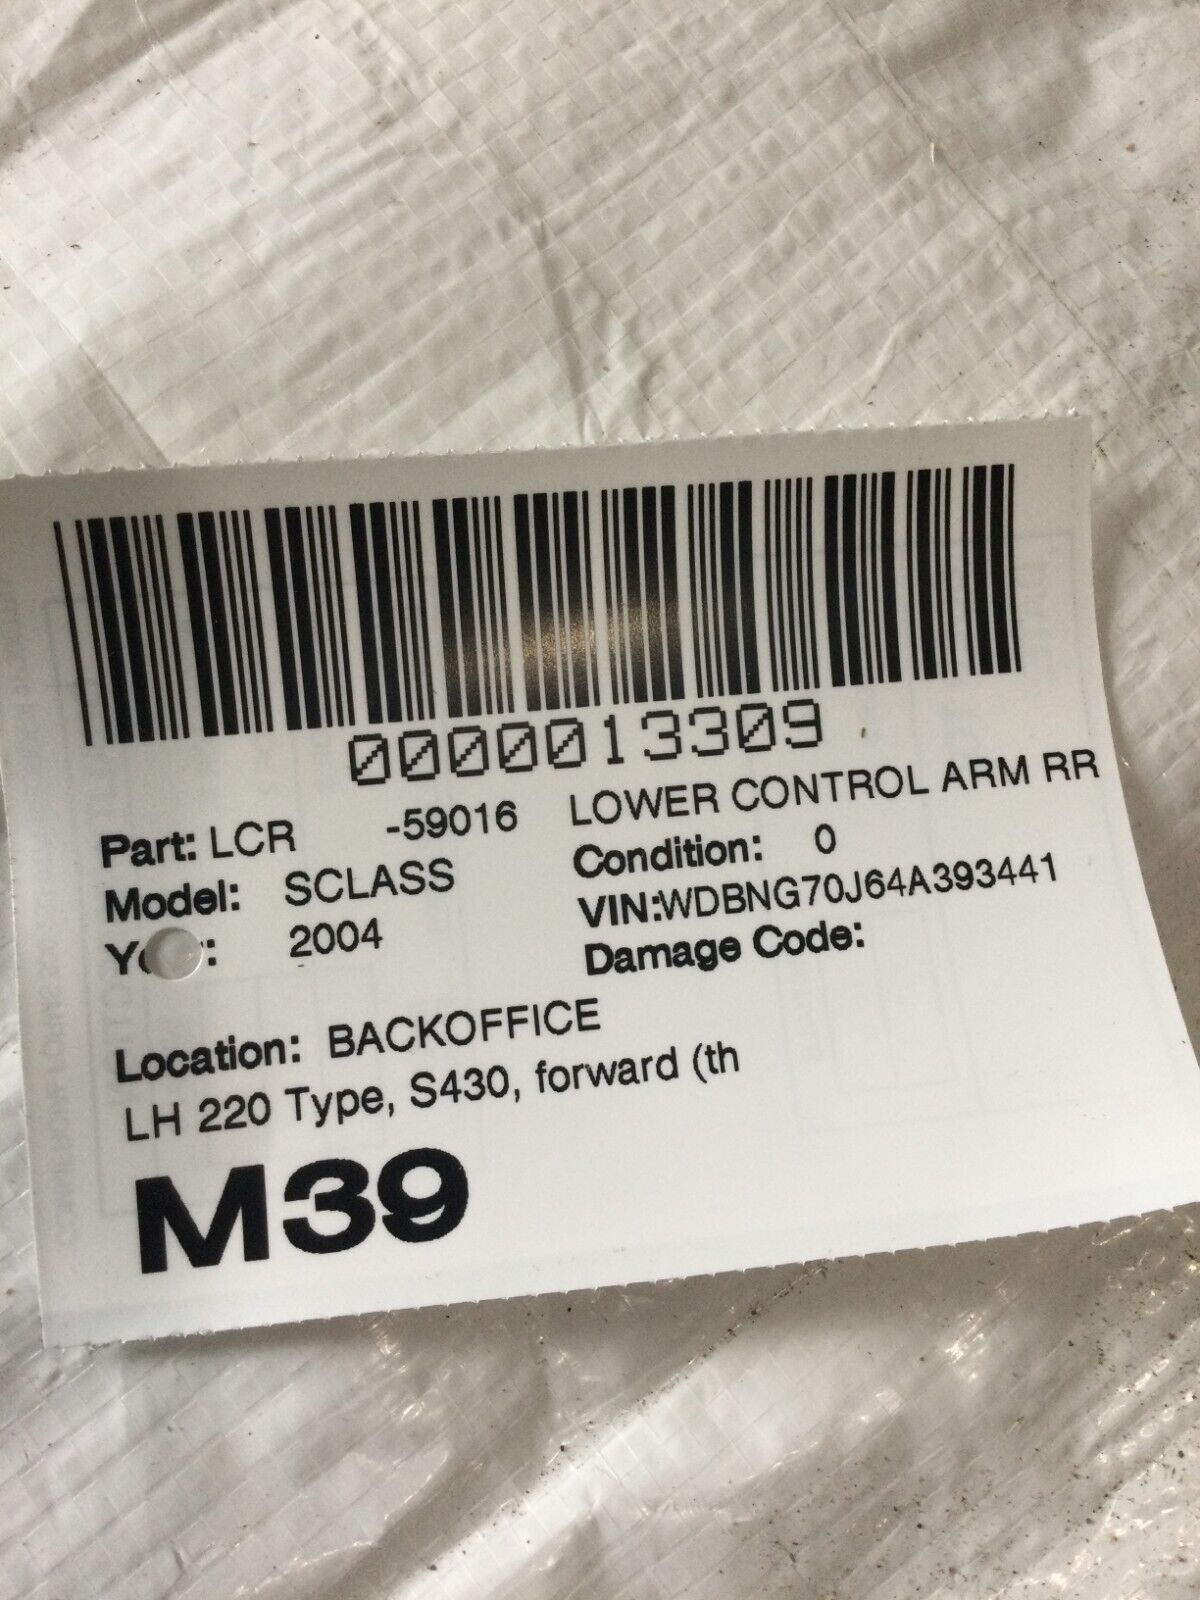 0000013309
Part: LCR -59016 LOWER CONTROL ARM RR
Model: SCLASS Condition: 0
2004 VIN:WDBNG70J64A393441
Damage Code:
Location: BACKOFFICE
LH 220 Type, S430, forward (th
M39